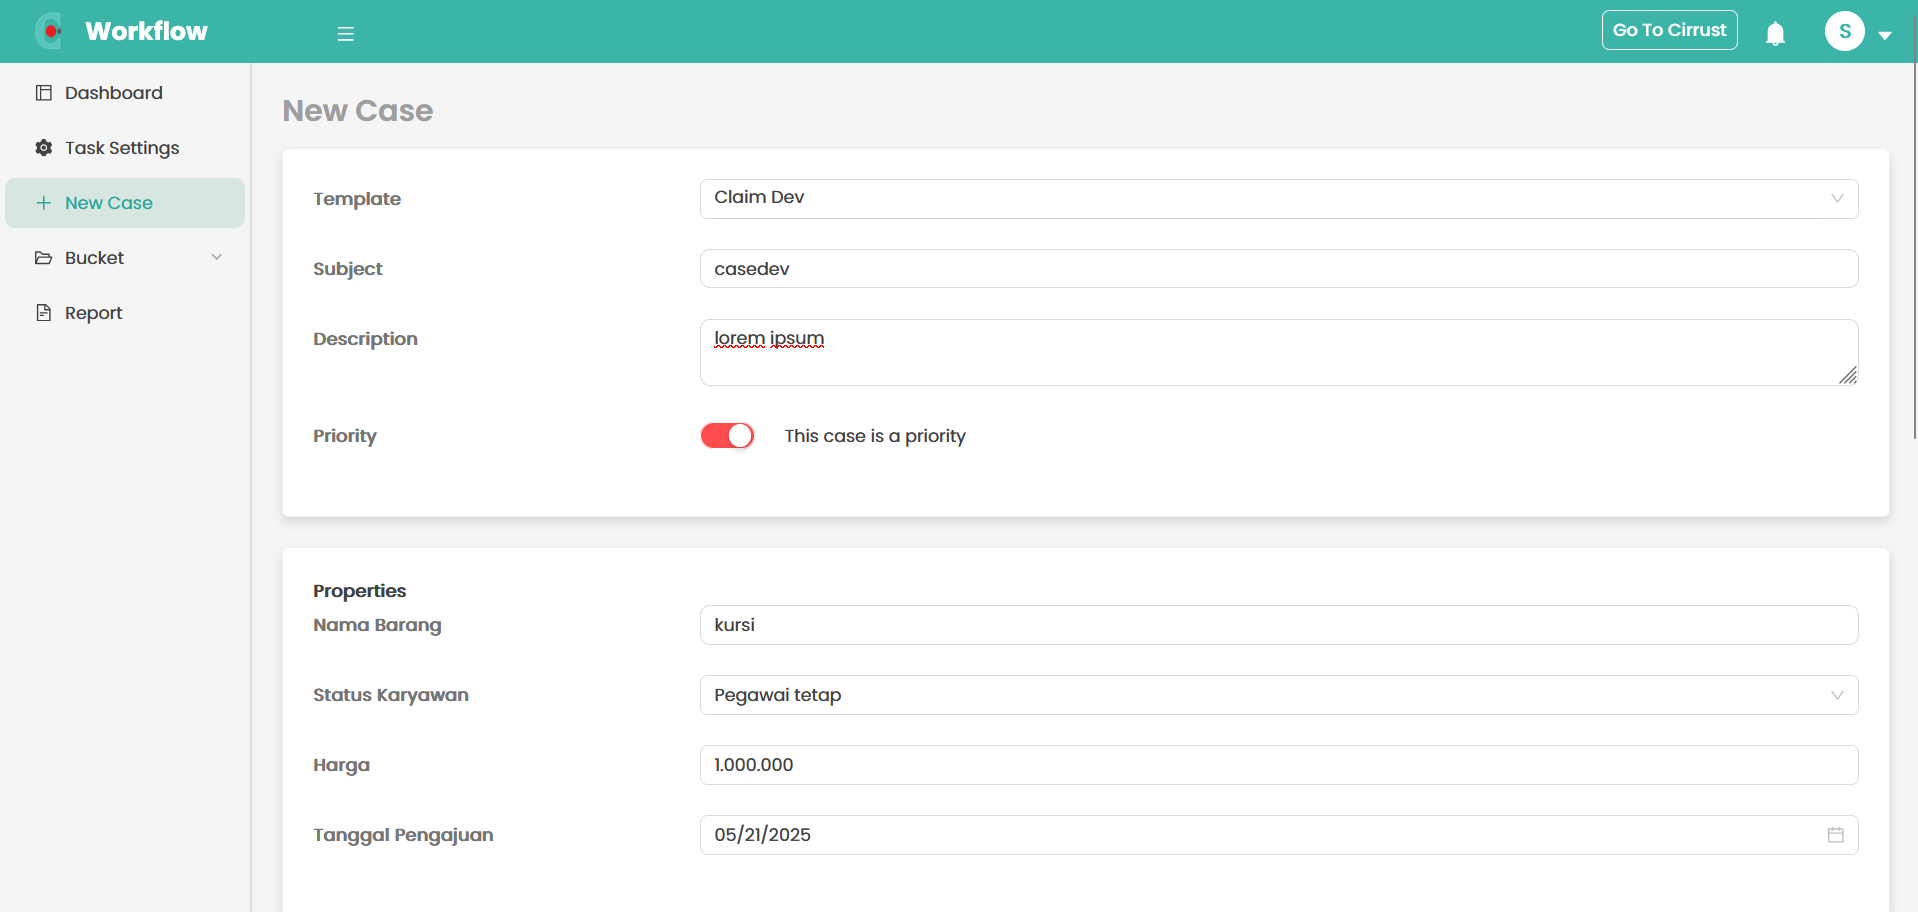 Workflow
Go To Cirrust
S
Dashboard
Task Settings
New Case
Bucket
Report
New Case
Template
Claim Dev
Subject
casedev
Description
lorem ipsum
Priority
This case is a priority
Properties
Nama Barang
kursi
Status Karyawan
Pegawai tetap
Harga
1.000.000
Tanggal Pengajuan
05/21/2025